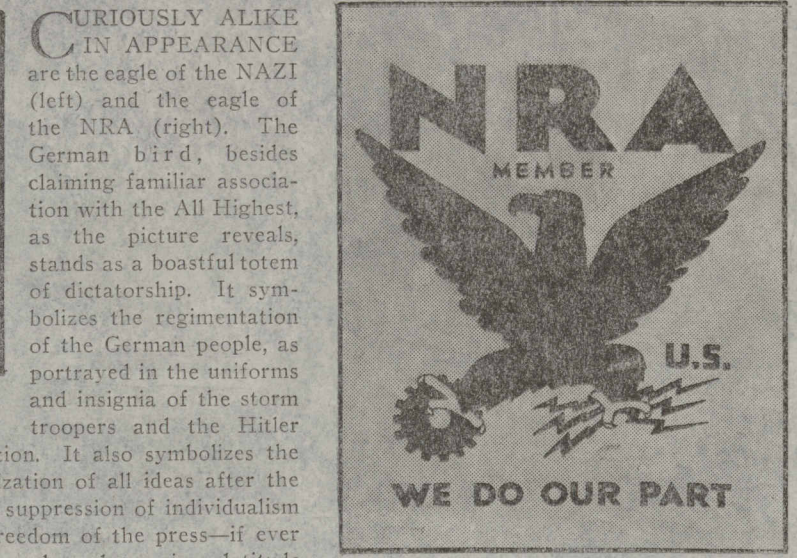 CURIOUSLY ALIKE
IN APPEARANCE
are the eagle of the NAZI
(left) and the eagle of
the NRA (right). The
German bird, besides
claiming familiar associa-
tion with the All Highest,
as the picture reveals,
stands as a boastful totem
of dictatorship. It sym-
bolizes the regimentation
of the German people, as
portrayed in the uniforms
and insignia of the storm
troopers and the Hitler
tion. It also symbolizes the
zation of all ideas after the
suppression of individualism
reedom of the press—if ever
NRA
MEMBER
U.S.
WE DO OUR PART